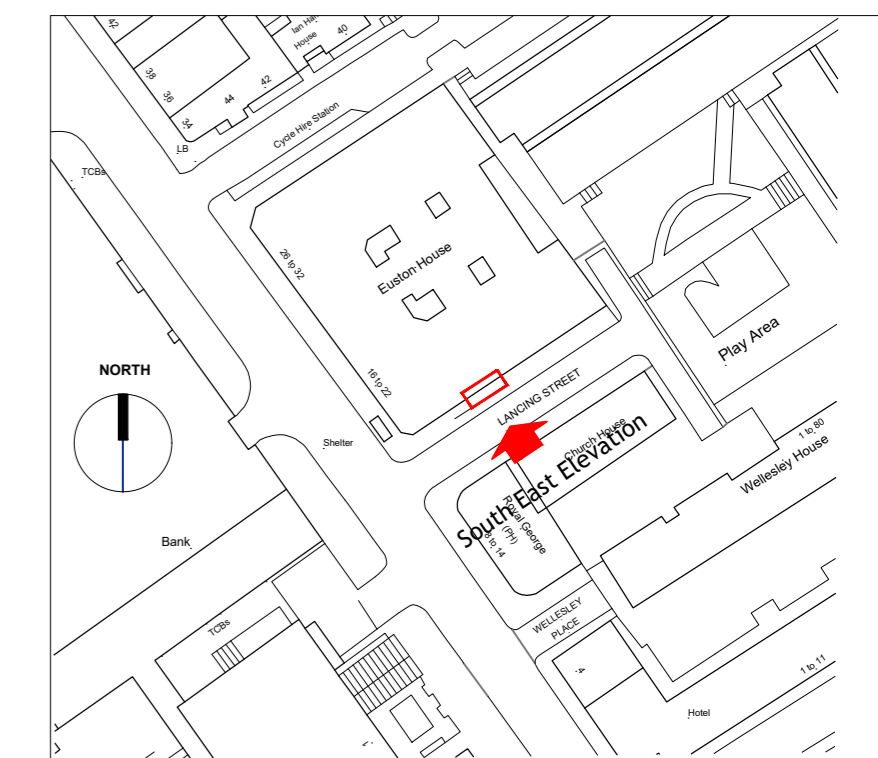 42
38
36
34
44
42
Ian Ha
House
40
Cycle Hire Station
LB
TCBs
26 to 32
Euston House
16 to 22
NORTH
Play Area
LANCING STREET
Church House
South East Elevation
Shelter
1 to 80
Wellesley House
Royal George
(PH)
8 to 14
Bank
TCBs
WELLESLEY
PLACE
4
1 to 11
Hotel